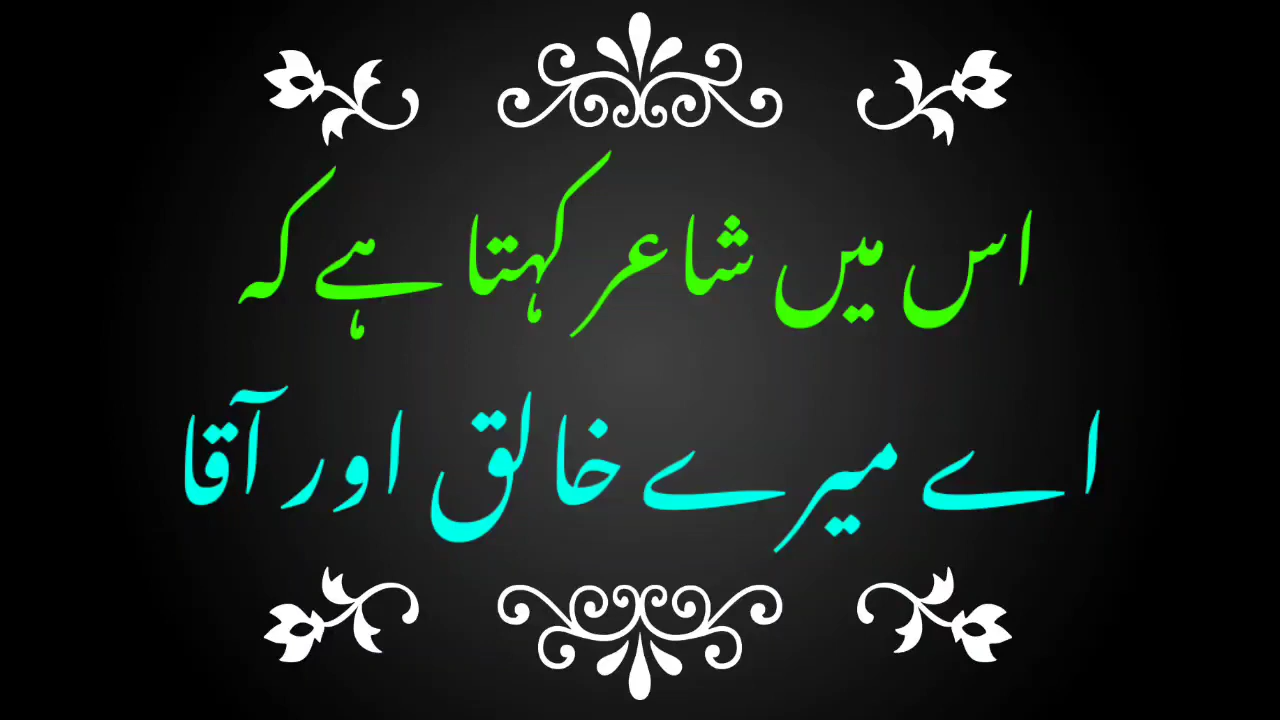 اس میں شاعر کہتا ہے کہ
اے میرے خالق اور آقا